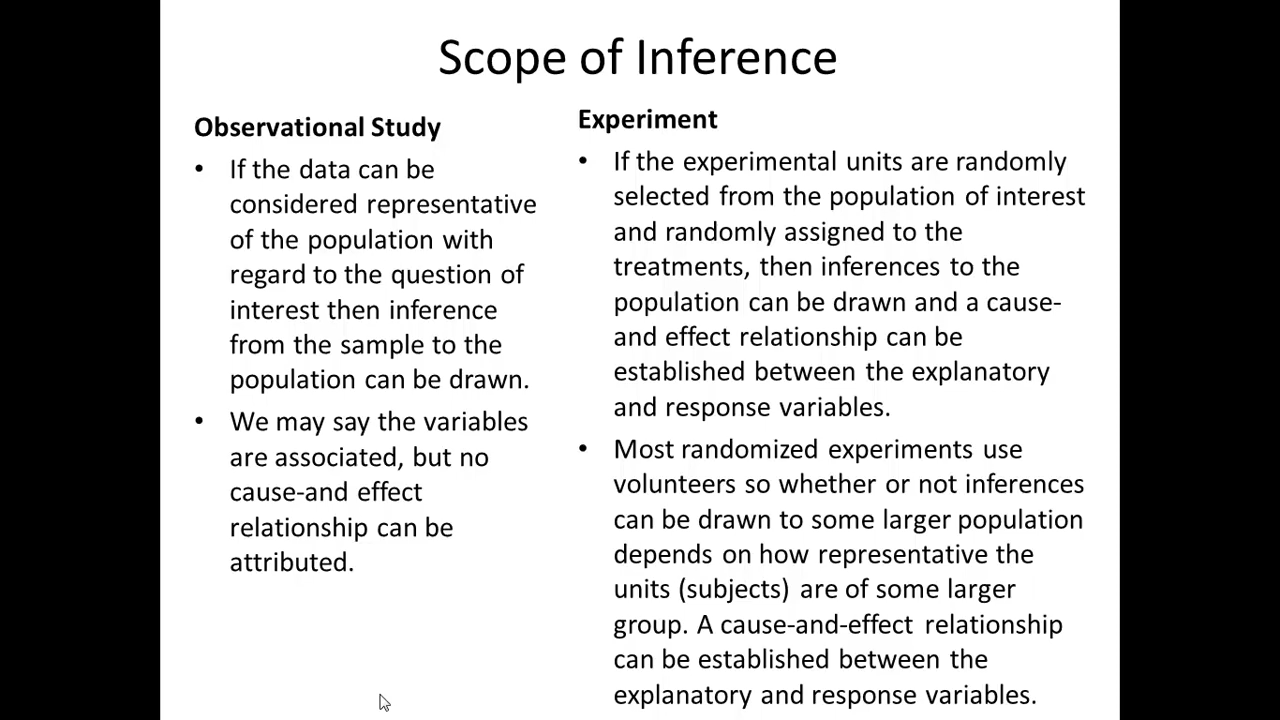 Scope of Inference
Observational Study
• If the data can be
considered representative
of the population with
regard to the question of
interest then inference
from the sample to the
population can be drawn.
• We may say the variables
are associated, but no
cause-and effect
relationship can be
attributed.
Experiment
• If the experimental units are randomly
selected from the population of interest
and randomly assigned to the
treatments, then inferences to the
population can be drawn and a cause-
and effect relationship can be
established between the explanatory
and response variables.
• Most randomized experiments use
volunteers so whether or not inferences
can be drawn to some larger population
depends on how representative the
units (subjects) are of some larger
group. A cause-and-effect relationship
can be established between the
explanatory and response variables.